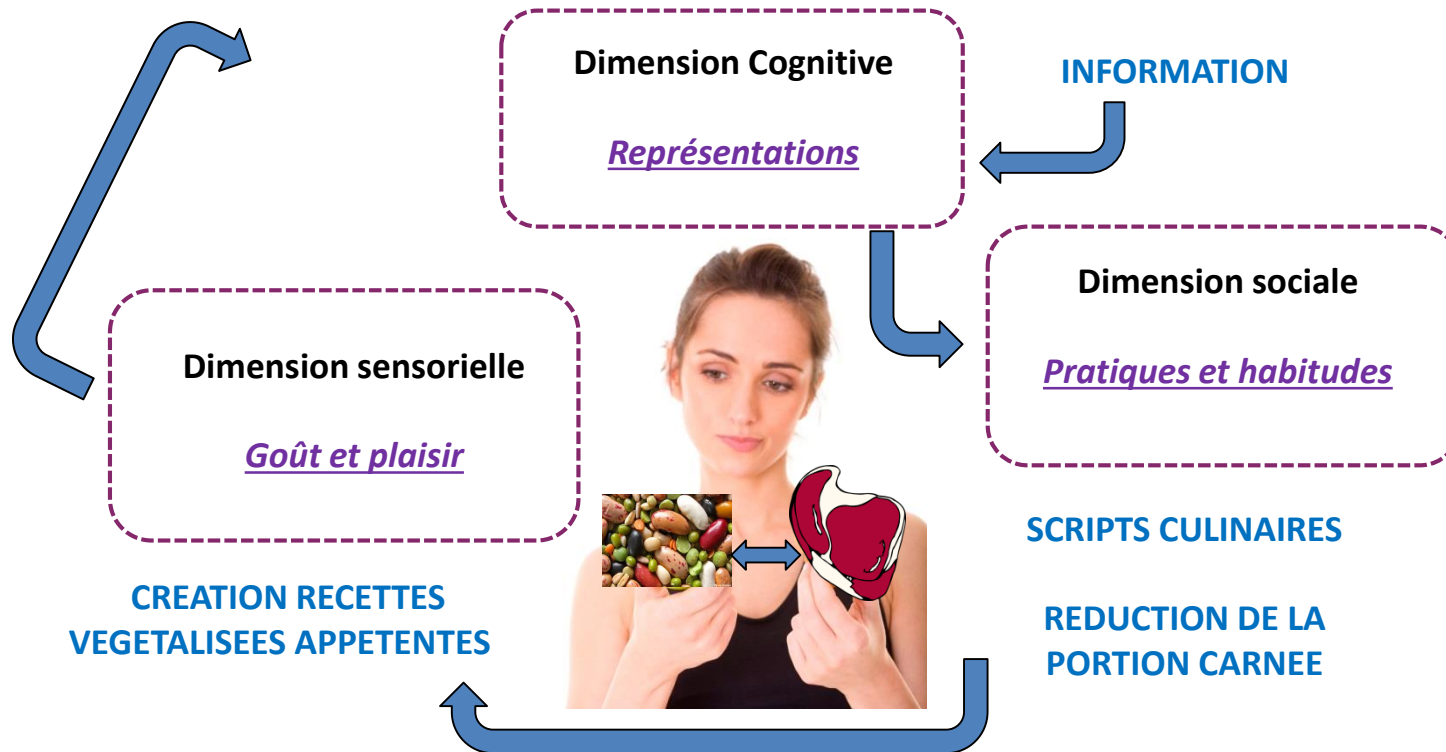 Dimension Cognitive
Représentations
INFORMATION
Dimension sociale
Pratiques et habitudes
Dimension sensorielle
Goût et plaisir
SCRIPTS CULINAIRES
REDUCTION DE LA
PORTION CARNEE
CREATION RECETTES
VEGETALISEES APPETENTES